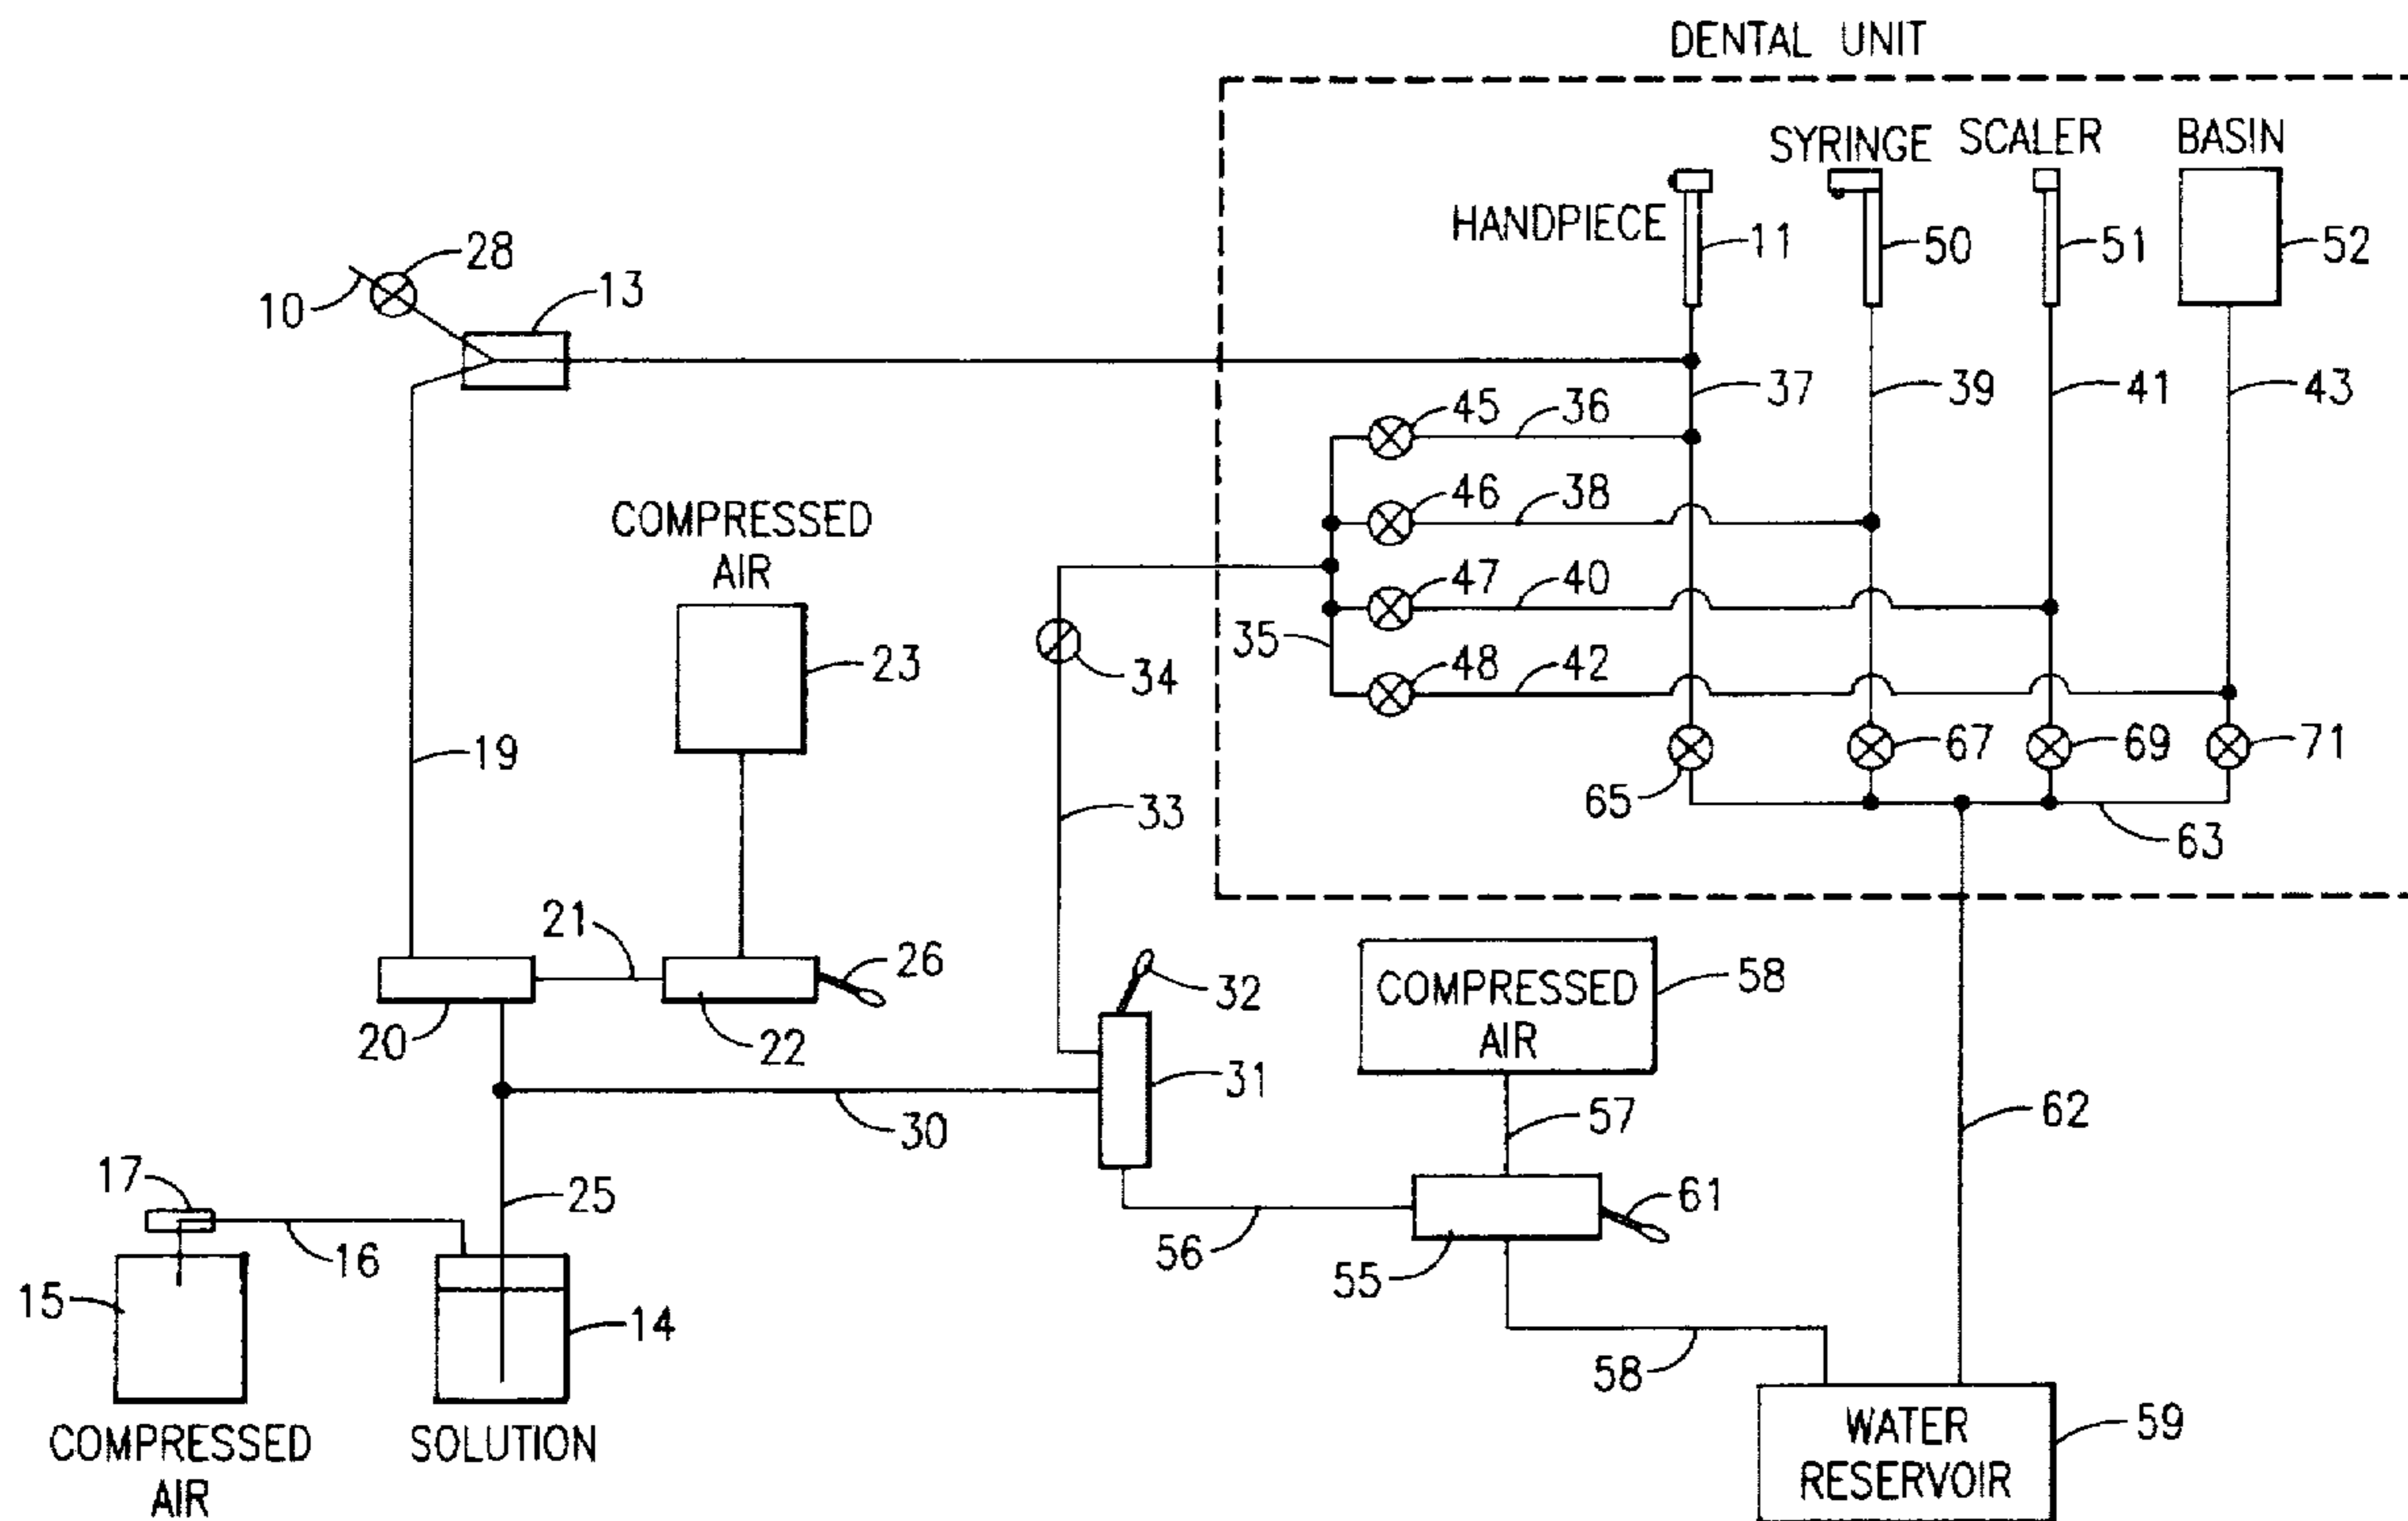 DENTAL UNIT
SYRINGE SCALER BASIN
HANDPIECE 11 50 51 52
28
10 13
45 36 37 39 41 43
46 38
COMPRESSED
AIR
47 40
35
23 34 48 42
19 67 69 71
33 65
63
21 26
32 COMPRESSED
AIR 58
20 22
31
30 57 62
17 25 61
16 56 55
15 14 58
COMPRESSED
AIR
SOLUTION
WATER
RESERVOIR 59